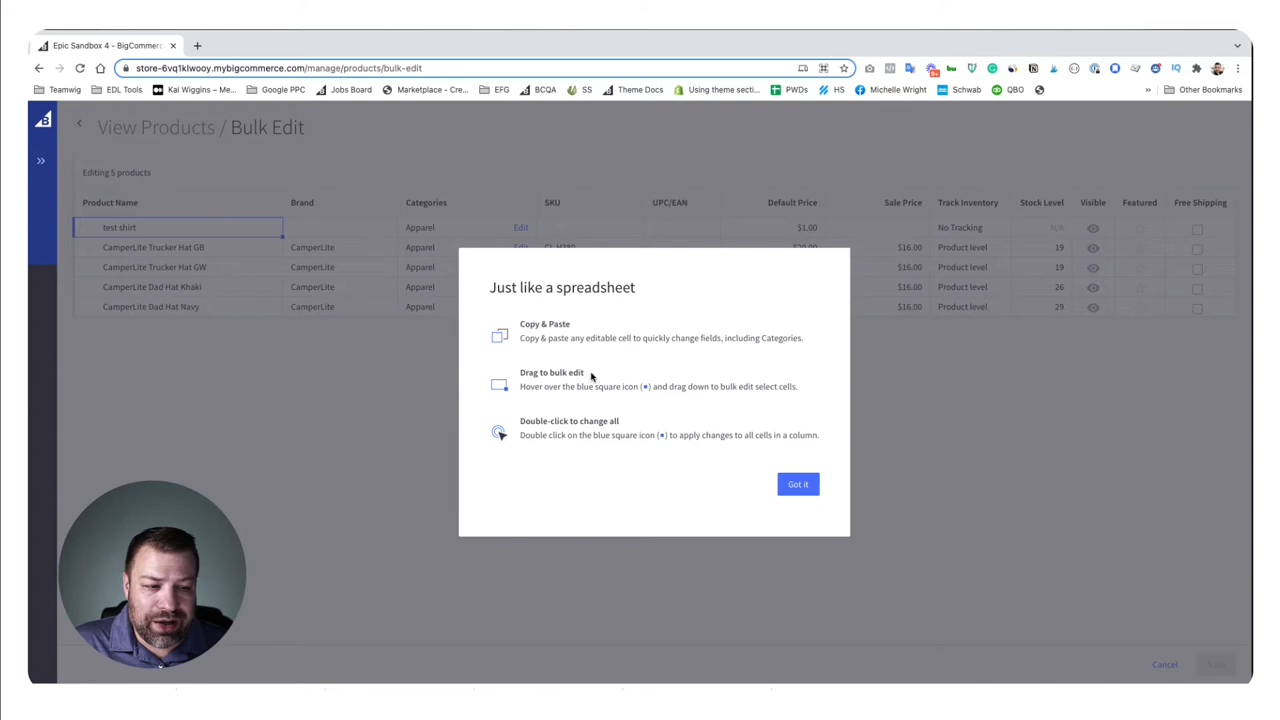 Epic Sandbox 4 - BigCommerc
store-6vq1klwooy.mybigcommerce.com/manage/products/bulk-edit
Teamwig EDL Tools Kal Wiggins – Me... Google PPC Jobs Board Marketplace - Cre... EFG BCQA SS Theme Docs Using theme secti... PWDs HS Michelle Wright Schwab QBO » Other Bookmarks
View Products / Bulk Edit
Editing 5 products
Product Name Brand Categories SKU UPC/EAN Default Price Sale Price Track Inventory Stock Level Visible Featured Free Shipping
test shirt Apparel Edit $1.00 No Tracking N/A
CamperLite Trucker Hat GB CamperLite Apparel $16.00 Product level 19
CamperLite Trucker Hat GW CamperLite Apparel $16.00 Product level 19
CamperLite Dad Hat Khaki CamperLite Apparel $16.00 Product level 26
CamperLite Dad Hat Navy CamperLite Apparel $16.00 Product level 29
Just like a spreadsheet
Copy & Paste
Copy & paste any editable cell to quickly change fields, including Categories.
Drag to bulk edit
Hover over the blue square icon (▪) and drag down to bulk edit select cells.
Double-click to change all
Double click on the blue square icon (▪) to apply changes to all cells in a column.
Got it
Cancel Save